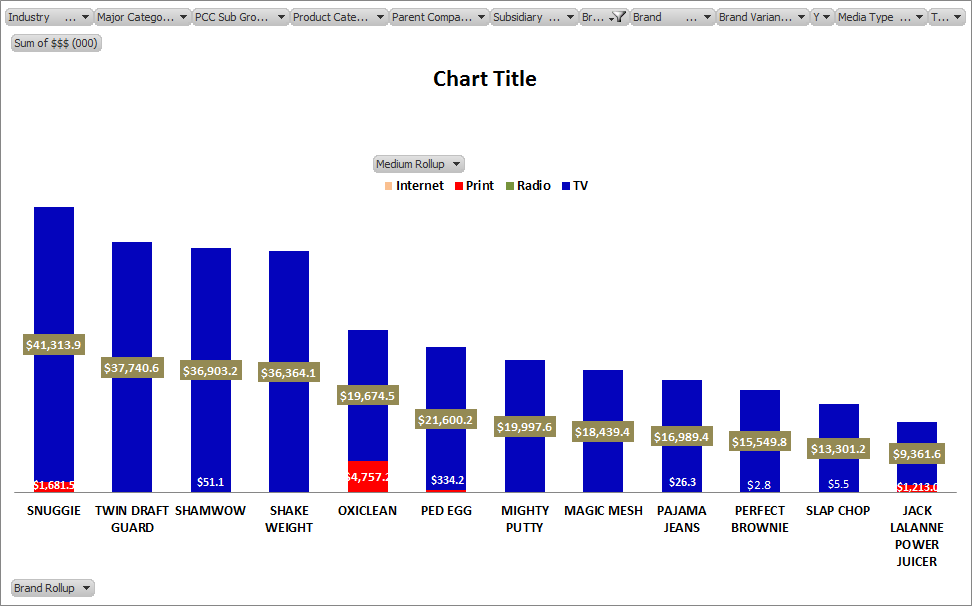 Industry ... Major Catego... PCC Sub Gro... Product Cate... Parent Compa... Subsidiary ... Br... Brand ... Brand Varian... Y Media Type ... T...
Sum of $$$ (000)
Chart Title
Medium Rollup
Internet Print Radio TV
$41,313.9
$37,740.6
$36,903.2
$36,364.1
$19,674.5
$21,600.2
$19,997.6
$18,439.4
$16,989.4
$15,549.8
$13,301.2
$9,361.6
$1,681.5
$51.1
$4,757.2
$334.2
$26.3
$2.8
$5.5
$1,213.0
SNUGGIE
TWIN DRAFT
GUARD
SHAMWOW
SHAKE
WEIGHT
OXICLEAN
PED EGG
MIGHTY
PUTTY
MAGIC MESH
PAJAMA
JEANS
PERFECT
BROWNIE
SLAP CHOP
JACK
LALANNE
POWER
JUICER
Brand Rollup